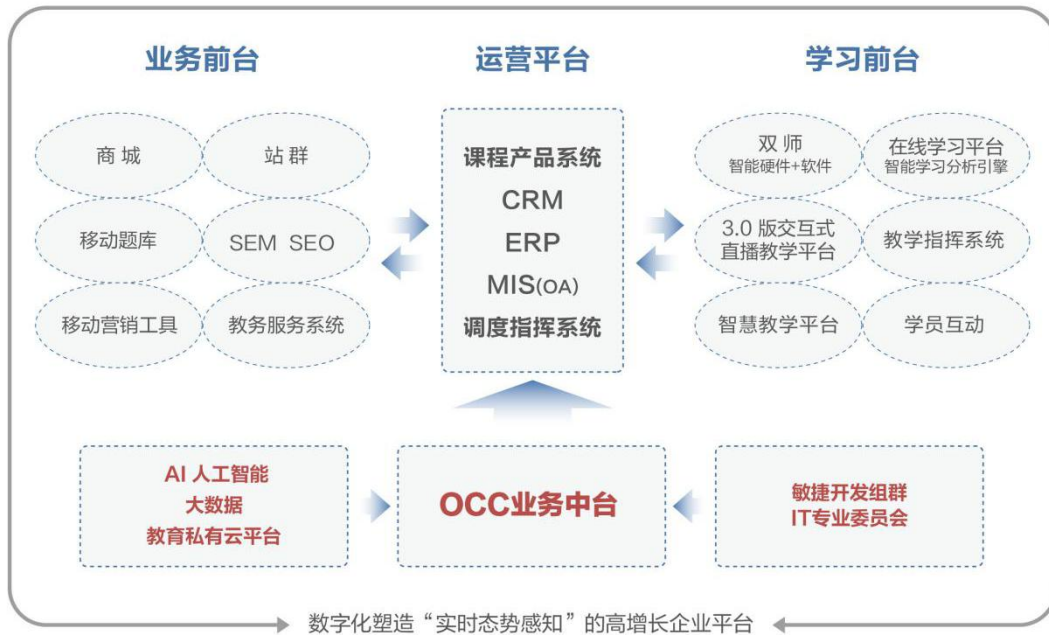 业务前台
运营平台
学习前台
商 城
站 群
移动题库
SEM SEO
移动营销工具
教务服务系统
课程产品系统
CRM
ERP
MIS(OA)
调度指挥系统
双 师
智能硬件+软件
在线学习平台
智能学习分析引擎
3.0 版交互式
直播教学平台
教学指挥系统
智慧教学平台
学员互动
AI 人工智能
大数据
教育私有云平台
OCC业务中台
敏捷开发组群
IT专业委员会
数字化塑造“实时态势感知”的高增长企业平台